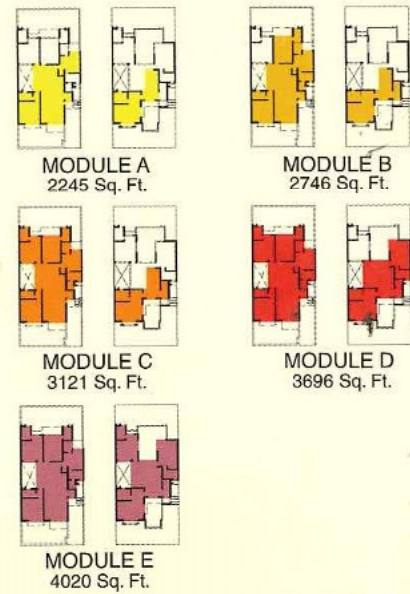 MODULE A
2245 Sq. Ft.
MODULE B
2746 Sq. Ft.
MODULE C
3121 Sq. Ft.
MODULE D
3696 Sq. Ft.
MODULE E
4020 Sq. Ft.